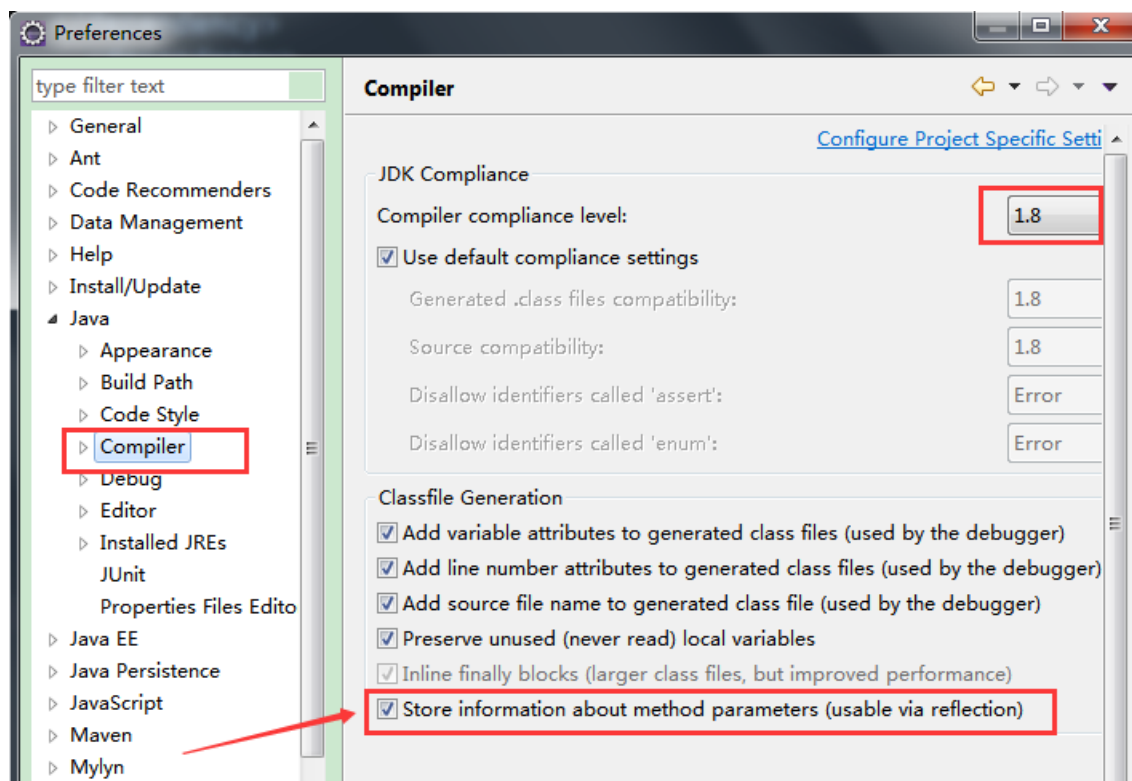 Preferences
type filter text
General
Ant
Code Recommenders
Data Management
Help
Install/Update
Java
Appearance
Build Path
Code Style
Compiler
Debug
Editor
Installed JREs
JUnit
Properties Files Edito
Java EE
Java Persistence
JavaScript
Maven
Mylyn
Compiler
Configure Project Specific Setti
JDK Compliance
Compiler compliance level: 1.8
Use default compliance settings
Generated .class files compatibility: 1.8
Source compatibility: 1.8
Disallow identifiers called 'assert': Error
Disallow identifiers called 'enum': Error
Classfile Generation
Add variable attributes to generated class files (used by the debugger)
Add line number attributes to generated class files (used by the debugger)
Add source file name to generated class file (used by the debugger)
Preserve unused (never read) local variables
Inline finally blocks (larger class files, but improved performance)
Store information about method parameters (usable via reflection)